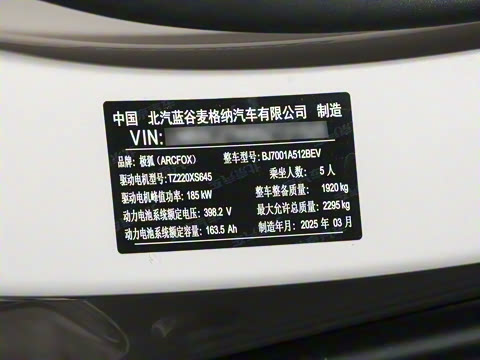 中国 北汽蓝谷麦格纳汽车有限公司 制造
VIN:
品牌: 极狐(ARCFOX) 整车型号: BJ7001A512BEV
驱动电机型号: TZ220XS645 乘坐人数: 5 人
驱动电机峰值功率: 185 kW 整车整备质量: 1920 kg
动力电池系统额定电压: 398.2 V 最大允许总质量: 2295 kg
动力电池系统额定容量: 163.5 Ah 制造年月: 2025 年 03 月